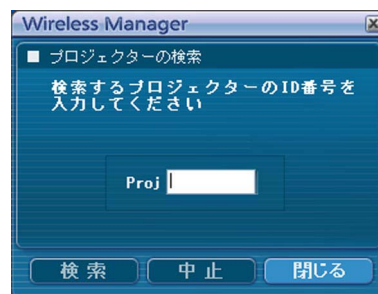 Wireless Manager
■ プロジェクターの検索
検索するプロジェクターのID番号を
入力してください
Proj
検索 中止 閉じる